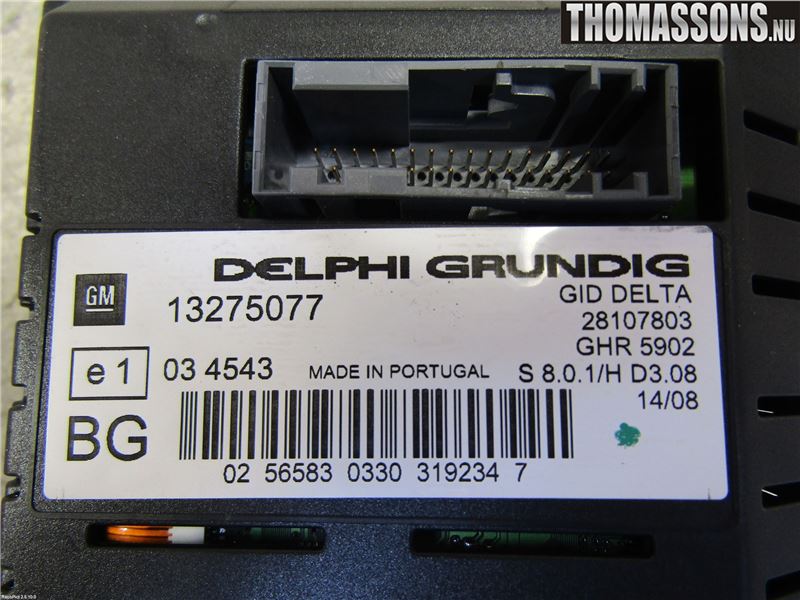 THOMASSONS.NU
DELPHI GRUNDIG
GM 13275077
GID DELTA
28107803
GHR 5902
e1 03 4543 MADE IN PORTUGAL S 8.0.1/H D3.08
14/08
BG
02 56583 0330 319234 7